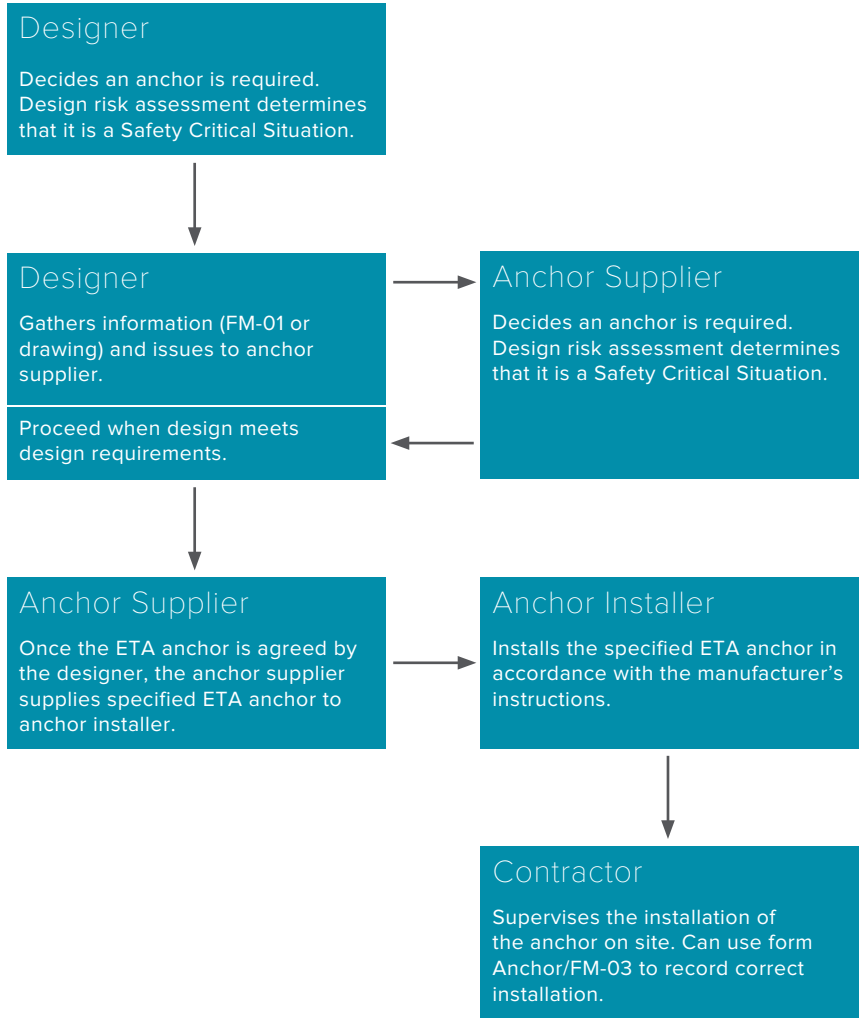 Designer
Decides an anchor is required.
Design risk assessment determines
that it is a Safety Critical Situation.
Designer
Gathers information (FM-01 or
drawing) and issues to anchor
supplier.
Proceed when design meets
design requirements.
Anchor Supplier
Decides an anchor is required.
Design risk assessment determines
that it is a Safety Critical Situation.
Anchor Supplier
Once the ETA anchor is agreed by
the designer, the anchor supplier
supplies specified ETA anchor to
anchor installer.
Anchor Installer
Installs the specified ETA anchor in
accordance with the manufacturer’s
instructions.
Contractor
Supervises the installation of
the anchor on site. Can use form
Anchor/FM-03 to record correct
installation.